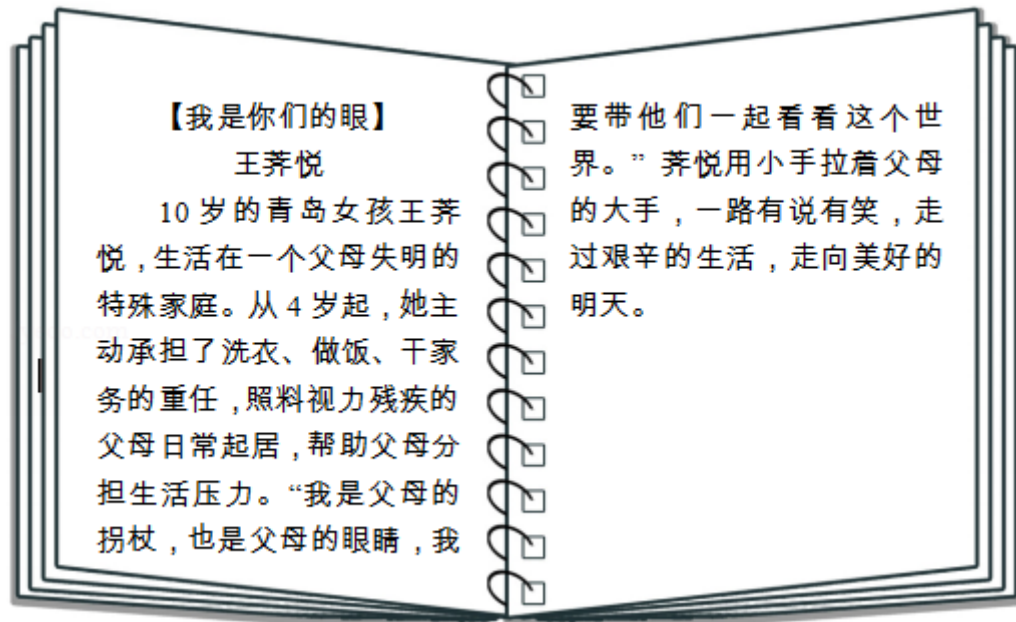 【我是你们的眼】
王荞悦
10 岁的青岛女孩王荞
悦，生活在一个父母失明的
特殊家庭。从 4 岁起，她主
动承担了洗衣、做饭、干家
务的重任，照料视力残疾的
父母日常起居，帮助父母分
担生活压力。“我是父母的
拐杖，也是父母的眼睛，我
要带他们一起看看这个世
界。” 荞悦用小手拉着父母
的大手，一路有说有笑，走
过艰辛的生活，走向美好的
明天。